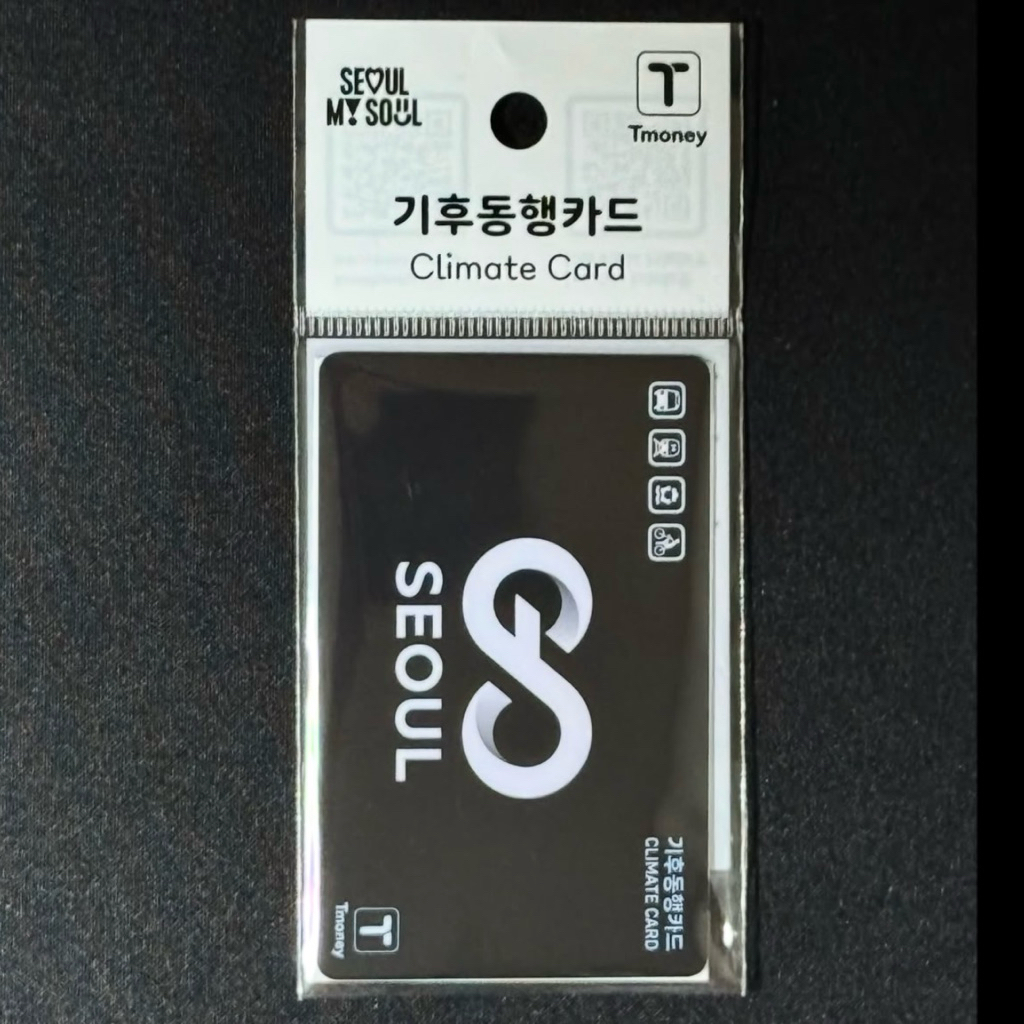 SEOUL
MY SOUL
T
Tmoney
기후동행카드
Climate Card
GO
SEOUL
기후동행카드
CLIMATE CARD
T
Tmoney